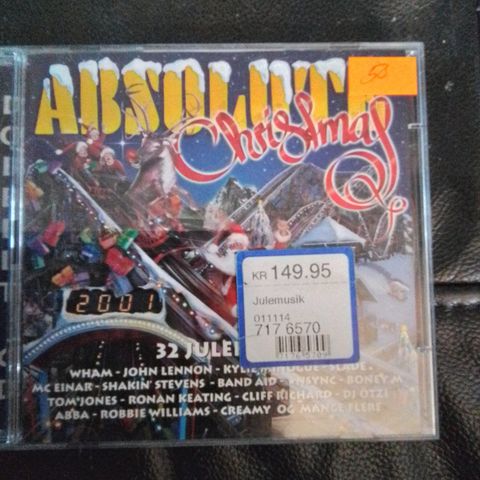 ABSOLUTE
Christmas
50
2001
KR 149.95
Julemusik
011114
717 6570
32
WHAM - JOHN LENNON - KYLIE MINOGUE - SLADE -
MC EINAR - SHAKIN' STEVENS - BAND AID - 'NSYNC - BONEY M
TOM JONES - RONAN KEATING - CLIFF RICHARD - DJ ÖTZI
ABBA - ROBBIE WILLIAMS - CREAMY OG MANGE FLERE